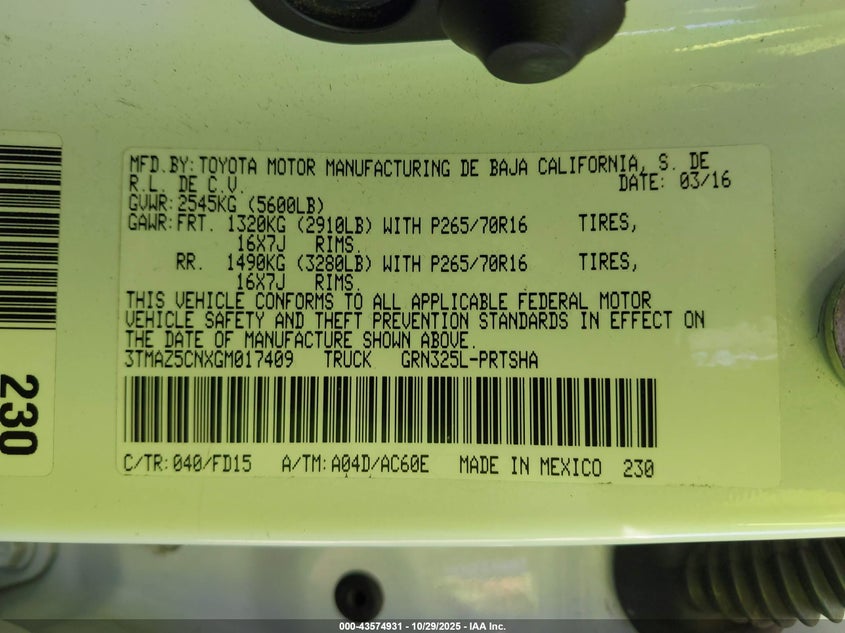 MFD.BY:TOYOTA MOTOR MANUFACTURING DE BAJA CALIFORNIA, S. DE
R.L. DE C.V.
DATE: 03/16
GVWR:2545KG (5600LB)
GAWR:FRT. 1320KG (2910LB) WITH P265/70R16 TIRES,
16X7J RIMS.
RR. 1490KG (3280LB) WITH P265/70R16 TIRES,
16X7J RIMS.
THIS VEHICLE CONFORMS TO ALL APPLICABLE FEDERAL MOTOR
VEHICLE SAFETY AND THEFT PREVENTION STANDARDS IN EFFECT ON
THE DATE OF MANUFACTURE SHOWN ABOVE.
3TMAZ5CNXGM017409 TRUCK GRN325L-PRTSHA
C/TR:040/FD15 A/TM:A04D/AC60E MADE IN MEXICO 230
230
000-43574931 - 10/29/2025 - IAA Inc.